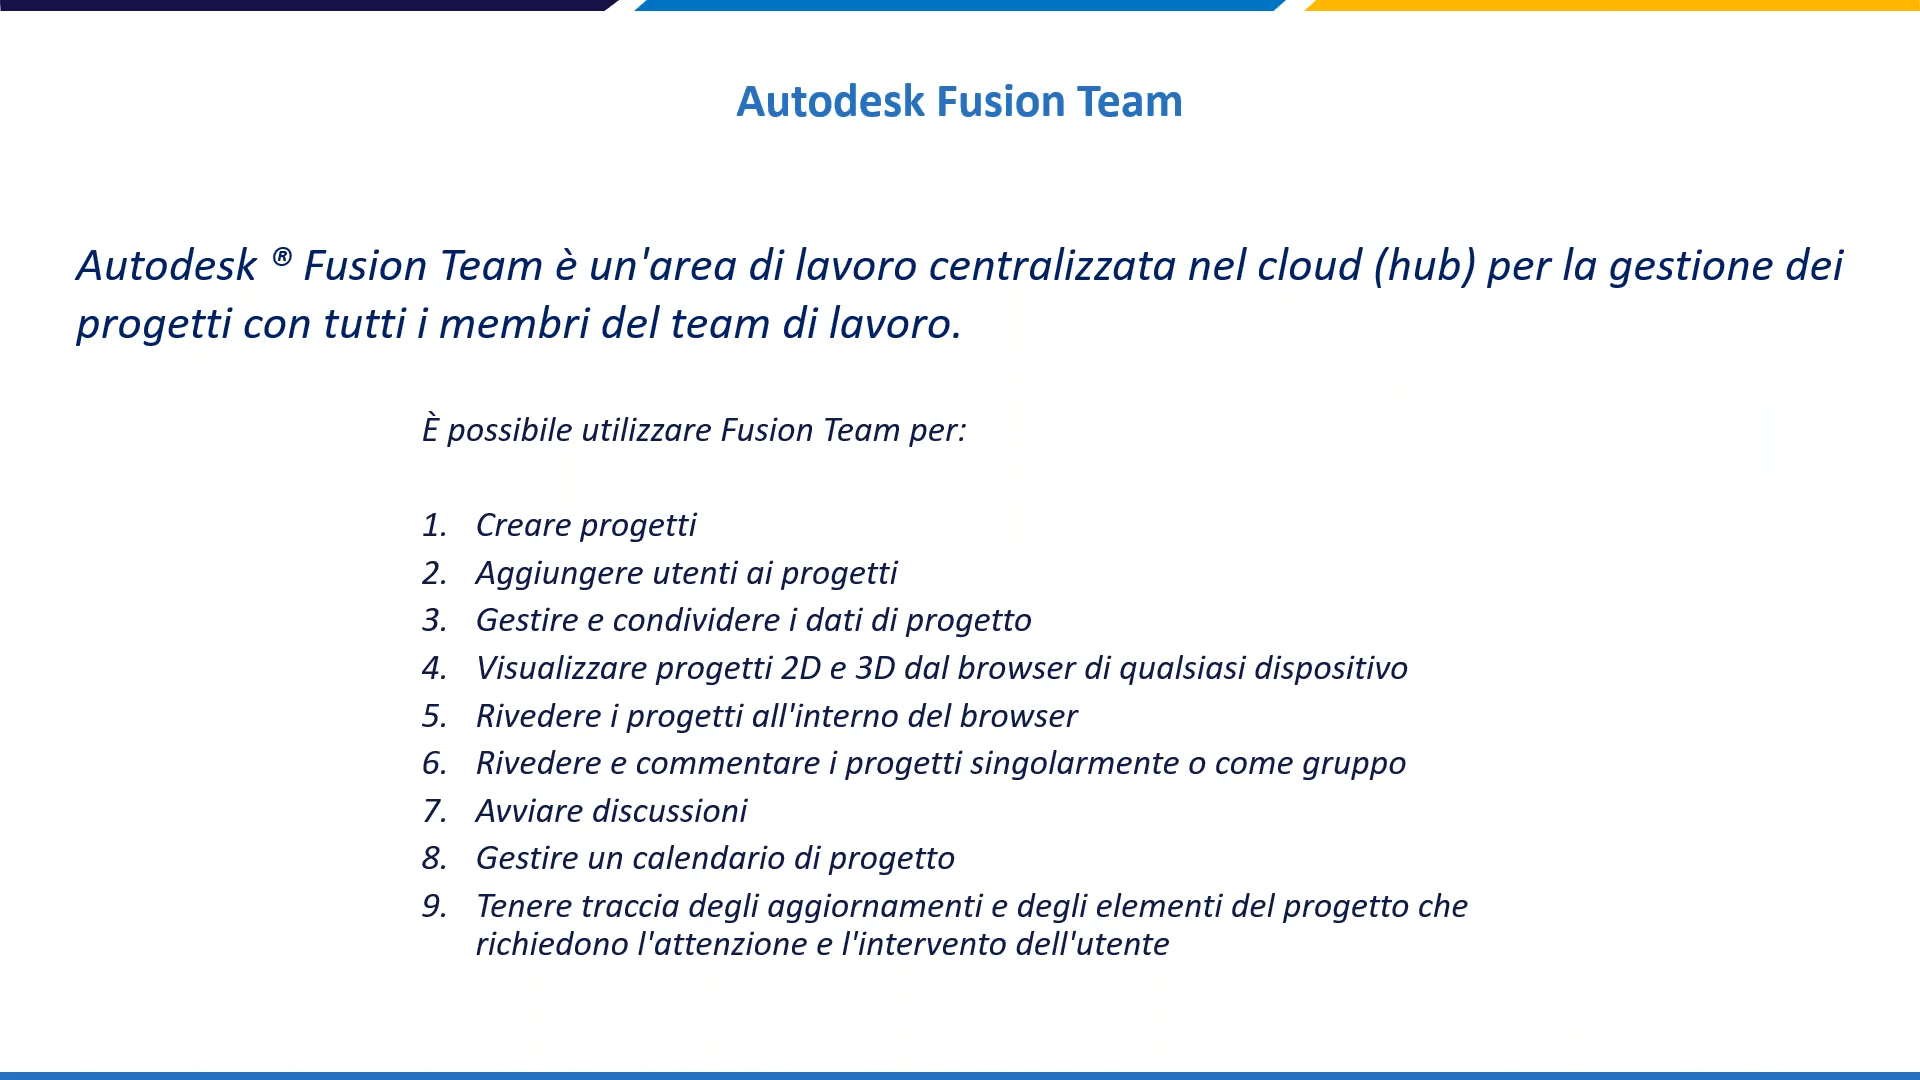 Autodesk Fusion Team
Autodesk ® Fusion Team è un'area di lavoro centralizzata nel cloud (hub) per la gestione dei
progetti con tutti i membri del team di lavoro.
È possibile utilizzare Fusion Team per:
1. Creare progetti
2. Aggiungere utenti ai progetti
3. Gestire e condividere i dati di progetto
4. Visualizzare progetti 2D e 3D dal browser di qualsiasi dispositivo
5. Rivedere i progetti all'interno del browser
6. Rivedere e commentare i progetti singolarmente o come gruppo
7. Avviare discussioni
8. Gestire un calendario di progetto
9. Tenere traccia degli aggiornamenti e degli elementi del progetto che
richiedono l'attenzione e l'intervento dell'utente